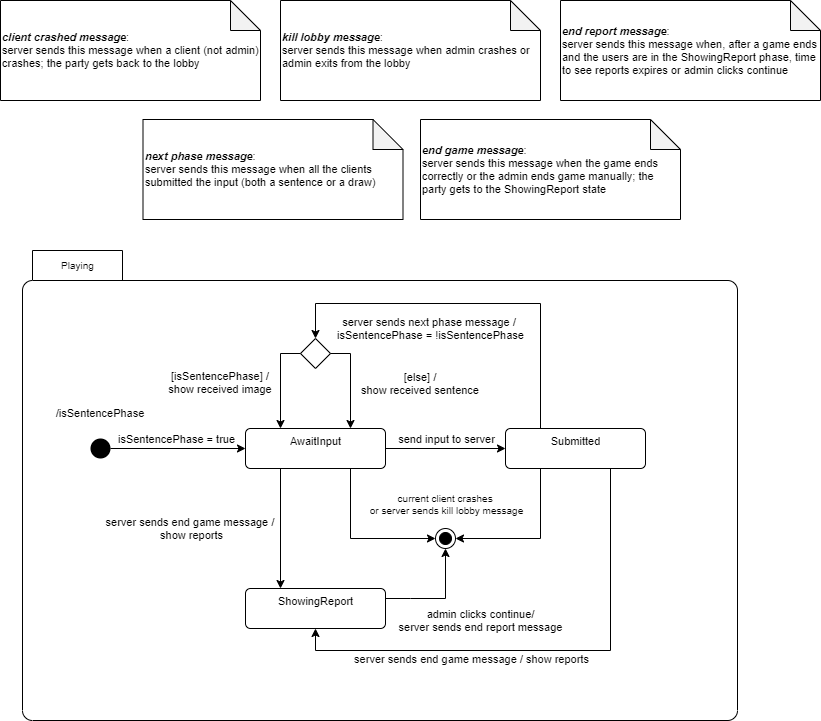 client crashed message:
server sends this message when a client (not admin)
crashes; the party gets back to the lobby
kill lobby message:
server sends this message when admin crashes or
admin exits from the lobby
end report message:
server sends this message when, after a game ends
and the users are in the ShowingReport phase, time
to see reports expires or admin clicks continue
next phase message:
server sends this message when all the clients
submitted the input (both a sentence or a draw)
end game message:
server sends this message when the game ends
correctly or the admin ends game manually; the
party gets to the ShowingReport state
Playing
server sends next phase message /
isSentencePhase = !isSentencePhase
[isSentencePhase] /
show received image
[else] /
show received sentence
/isSentencePhase
isSentencePhase = true
AwaitInput
send input to server
Submitted
current client crashes
or server sends kill lobby message
server sends end game message /
show reports
ShowingReport
admin clicks continue/
server sends end report message
server sends end game message / show reports